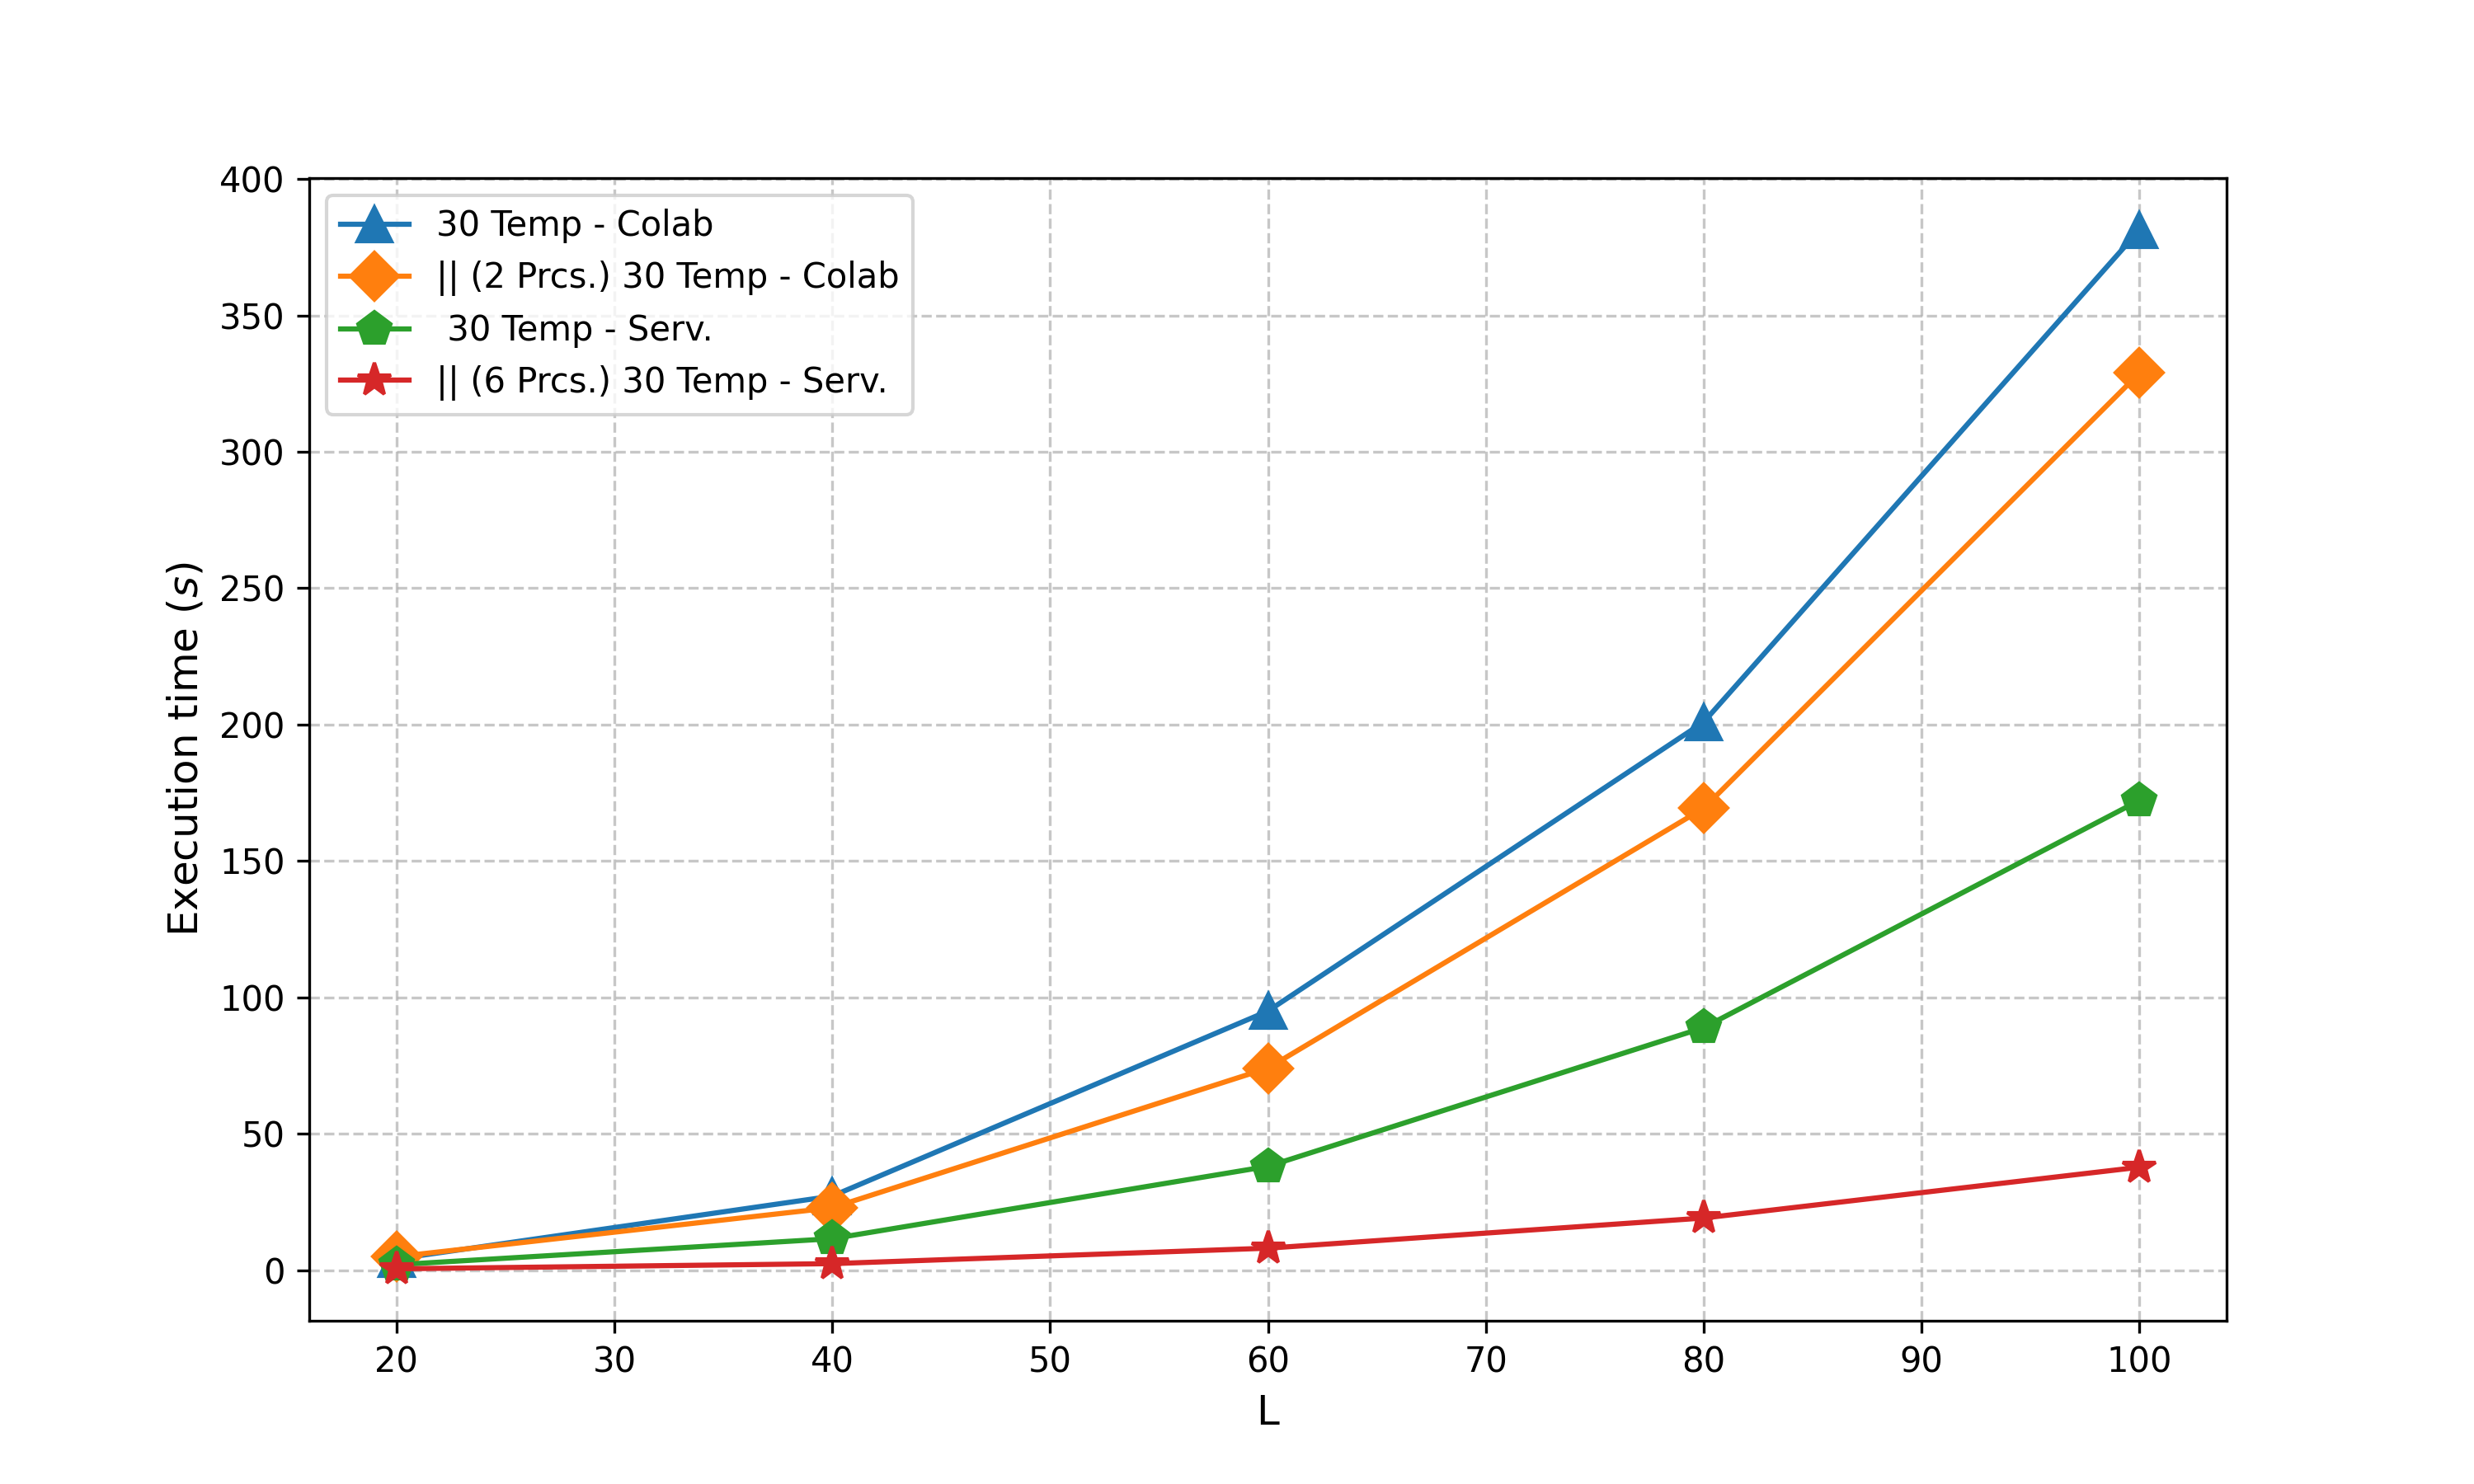 400
350
300
250
200
150
100
50
0
Execution time (s)
30 Temp - Colab
|| (2 Prcs.) 30 Temp - Colab
30 Temp - Serv.
|| (6 Prcs.) 30 Temp - Serv.
20 30 40 50 60 70 80 90 100
L